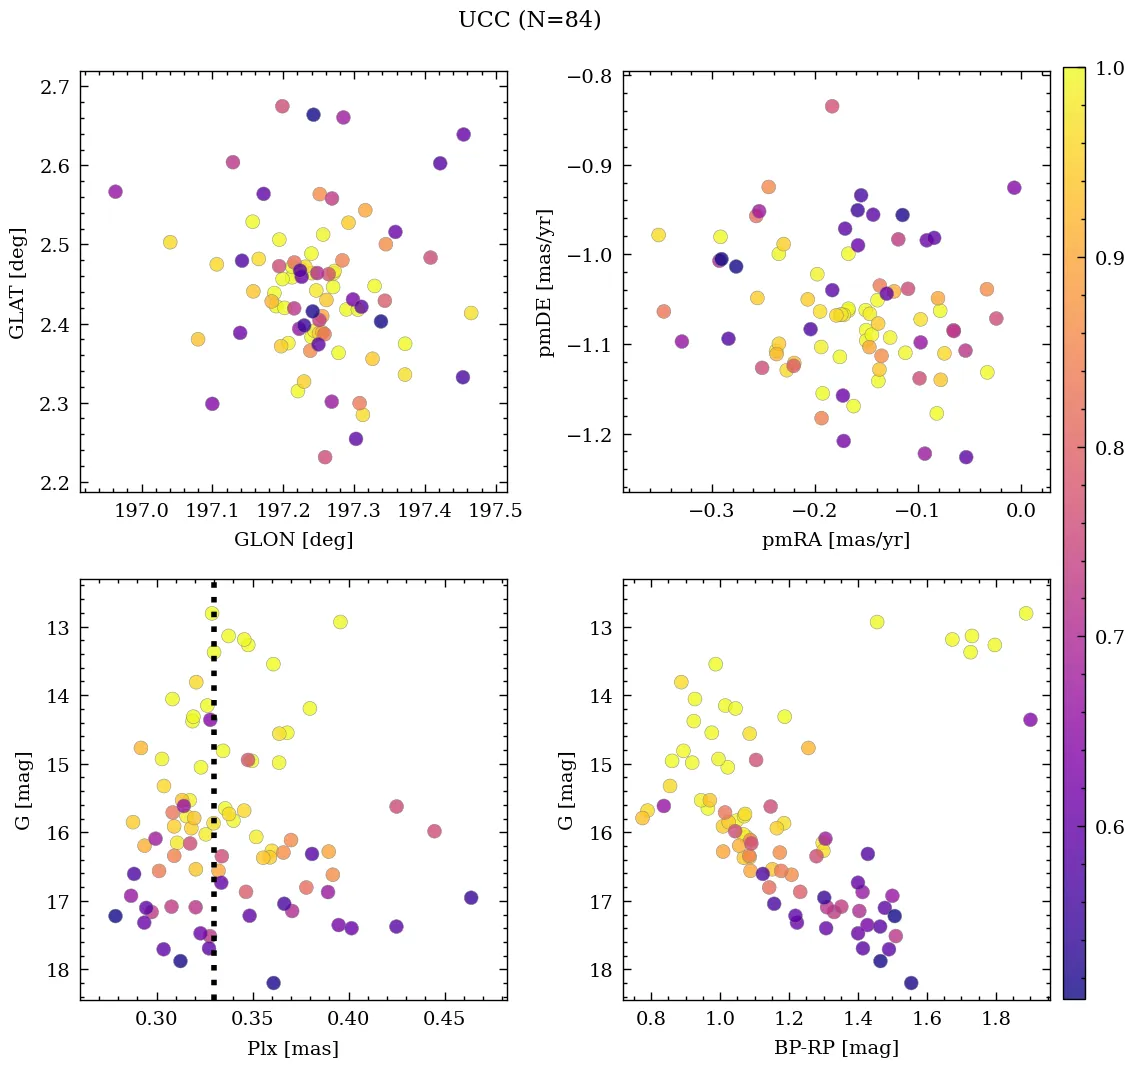 UCC (N=84)
2.7
2.6
2.5
2.4
2.3
2.2
GLAT [deg]
197.0 197.1 197.2 197.3 197.4 197.5
GLON [deg]
−0.8
−0.9
−1.0
−1.1
−1.2
pmDE [mas/yr]
−0.3 −0.2 −0.1 0.0
pmRA [mas/yr]
1.0
0.9
0.8
0.7
0.6
13
14
15
16
17
18
G [mag]
0.30 0.35 0.40 0.45
Plx [mas]
13
14
15
16
17
18
G [mag]
0.8 1.0 1.2 1.4 1.6 1.8
BP-RP [mag]